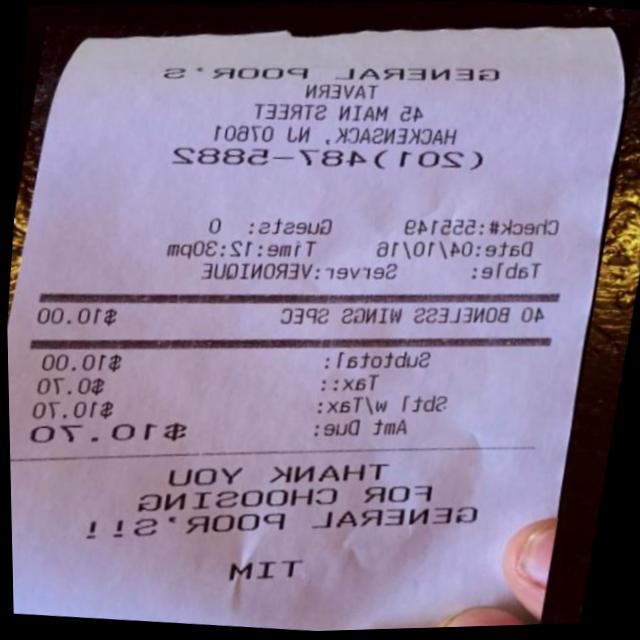 GENERAL POOR'S
TAVERN
45 MAIN STREET
HACKENSACK, NJ 07601
(201)487-5882
Check#:555149 Guests: 0
Date:04/10/16 Time:12:30pm
Table: Server:VERONIQUE
40 BONELESS WINGS SPEC $10.00
Subtotal: $10.00
Tax:: $0.70
Sbtl w/Tax: $10.70
Amt Due: $10.70
THANK YOU
FOR CHOOSING
GENERAL POOR'S!!
TIM